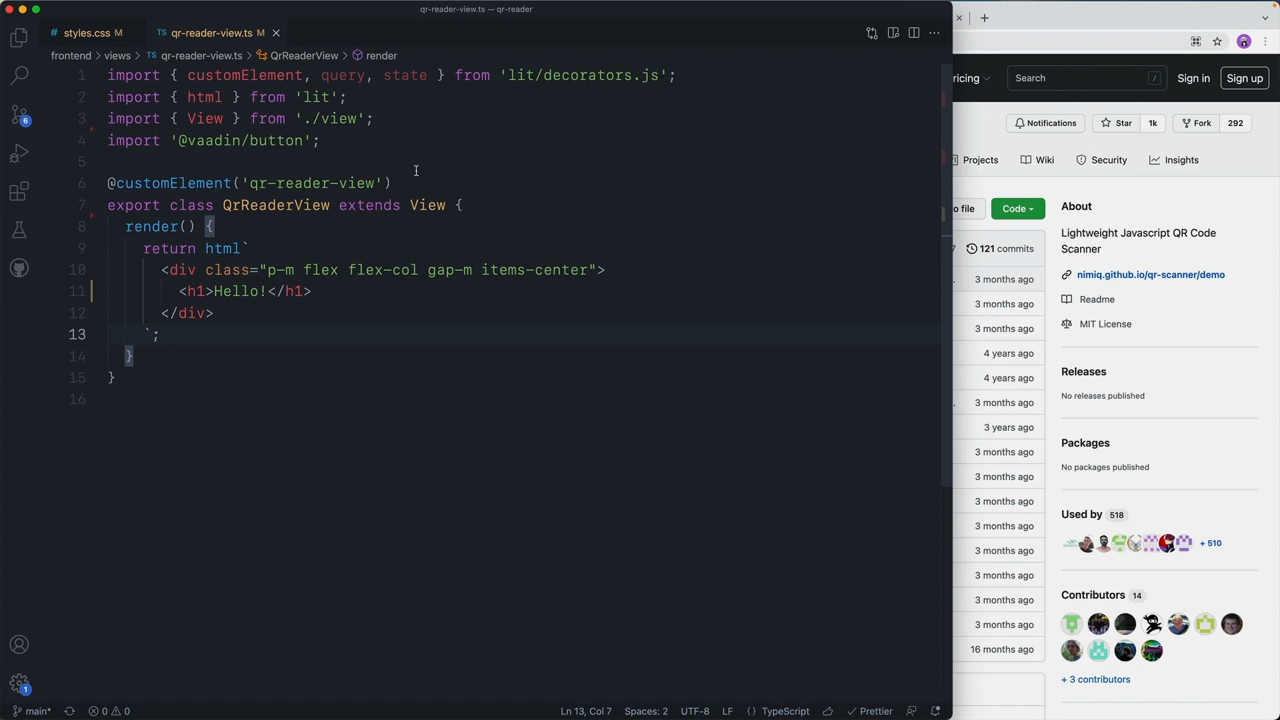 qr-reader-view.ts — qr-reader
styles.css M
TS qr-reader-view.ts M
frontend > views > TS qr-reader-view.ts > QrReaderView > render
1 import { customElement, query, state } from 'lit/decorators.js';
2 import { html } from 'lit';
3 import { View } from './view';
4 import '@vaadin/button';
5
6 @customElement('qr-reader-view')
7 export class QrReaderView extends View {
8 render() {
9 return html`
10 <div class="p-m flex flex-col gap-m items-center">
11 <h1>Hello!</h1>
12 </div>
13 `;
14 }
15 }
16
6
1
main*
0 0
Ln 13, Col 7
Spaces: 2
UTF-8
LF
{ } TypeScript
Prettier
ricing
Search /
Sign in
Sign up
Notifications
Star 1k
Fork 292
Projects
Wiki
Security
Insights
o file
Code
7 121 commits
3 months ago
3 months ago
3 months ago
4 years ago
4 years ago
3 months ago
3 years ago
3 months ago
3 months ago
3 months ago
3 months ago
3 months ago
3 months ago
3 months ago
3 months ago
16 months ago
About
Lightweight Javascript QR Code
Scanner
nimiq.github.io/qr-scanner/demo
Readme
MIT License
Releases
No releases published
Packages
No packages published
Used by 518
+ 510
Contributors 14
+ 3 contributors